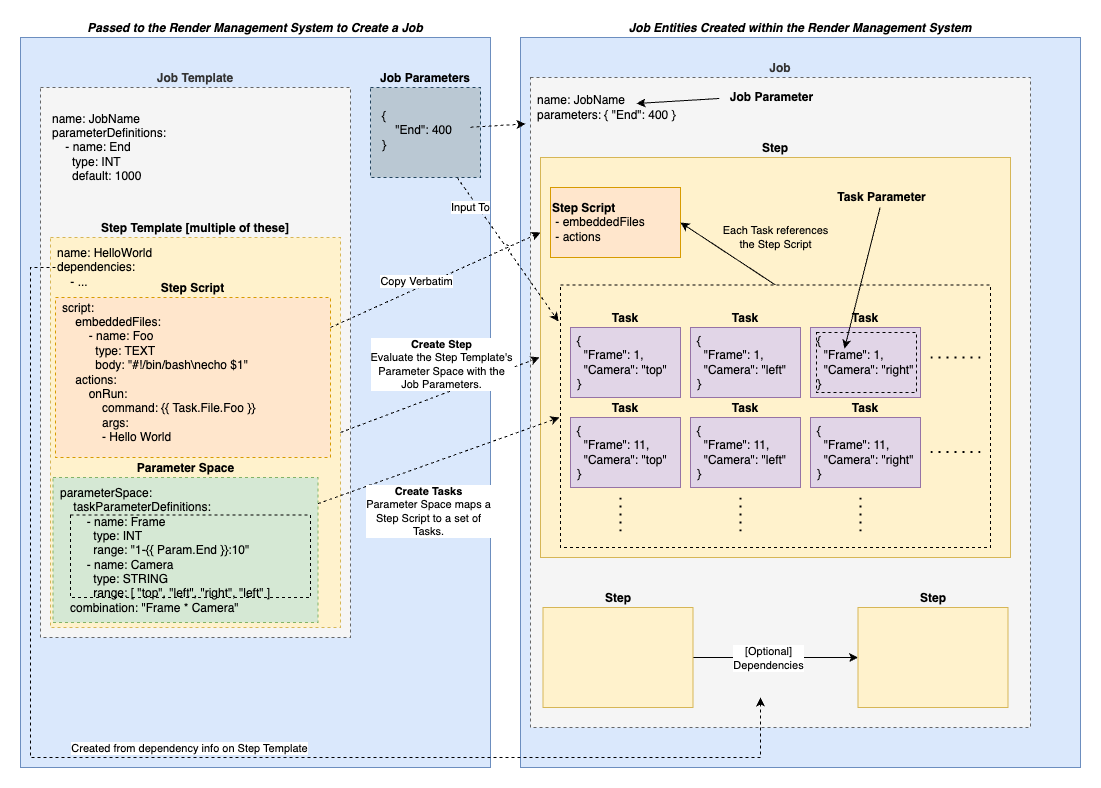 Passed to the Render Management System to Create a Job
Job Template
name: JobName
parameterDefinitions:
- name: End
type: INT
default: 1000
Step Template [multiple of these]
name: HelloWorld
dependencies:
- ...
Step Script
script:
embeddedFiles:
- name: Foo
type: TEXT
body: "#!/bin/bash\necho $1"
actions:
onRun:
command: {{ Task.File.Foo }}
args:
- Hello World
Parameter Space
parameterSpace:
taskParameterDefinitions:
- name: Frame
type: INT
range: "1-{{ Param.End }}:10"
- name: Camera
type: STRING
range: [ "top", "left", "right", "left" ]
combination: "Frame * Camera"
Job Parameters
{
"End": 400
}
Input To
Copy Verbatim
Create Step
Evaluate the Step Template's
Parameter Space with the
Job Parameters.
Create Tasks
Parameter Space maps a
Step Script to a set of
Tasks.
Created from dependency info on Step Template
Job Entities Created within the Render Management System
Job
name: JobName
parameters: { "End": 400 }
Job Parameter
Step
Step Script
- embeddedFiles
- actions
Task Parameter
Each Task references
the Step Script
Task
{
"Frame": 1,
"Camera": "top"
}
Task
{
"Frame": 1,
"Camera": "left"
}
Task
{
"Frame": 1,
"Camera": "right"
}
. . . . . . .
Task
{
"Frame": 11,
"Camera": "top"
}
Task
{
"Frame": 11,
"Camera": "left"
}
Task
{
"Frame": 11,
"Camera": "right"
}
. . . . . . .
Step
[Optional]
Dependencies
Step